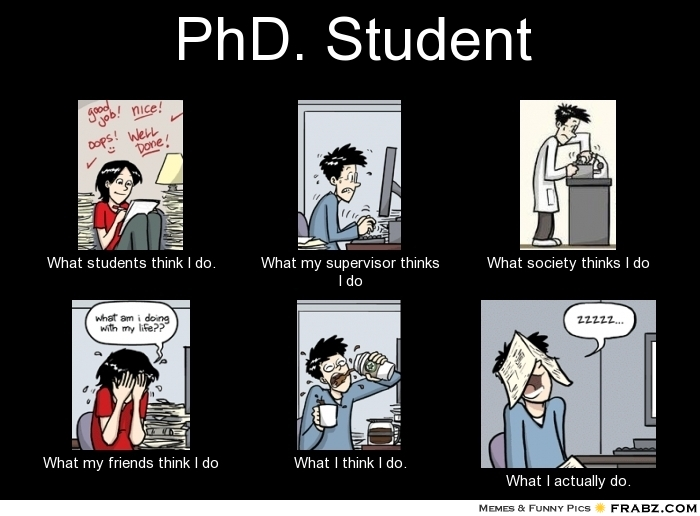 PhD. Student
good
job! nice!
Oops! Well
Done!
What students think I do.
What my supervisor thinks
I do
What society thinks I do
what am i doing
with my life??
zzzzz...
What my friends think I do
What I think I do.
What I actually do.
Memes & Funny Pics FRABZ.COM